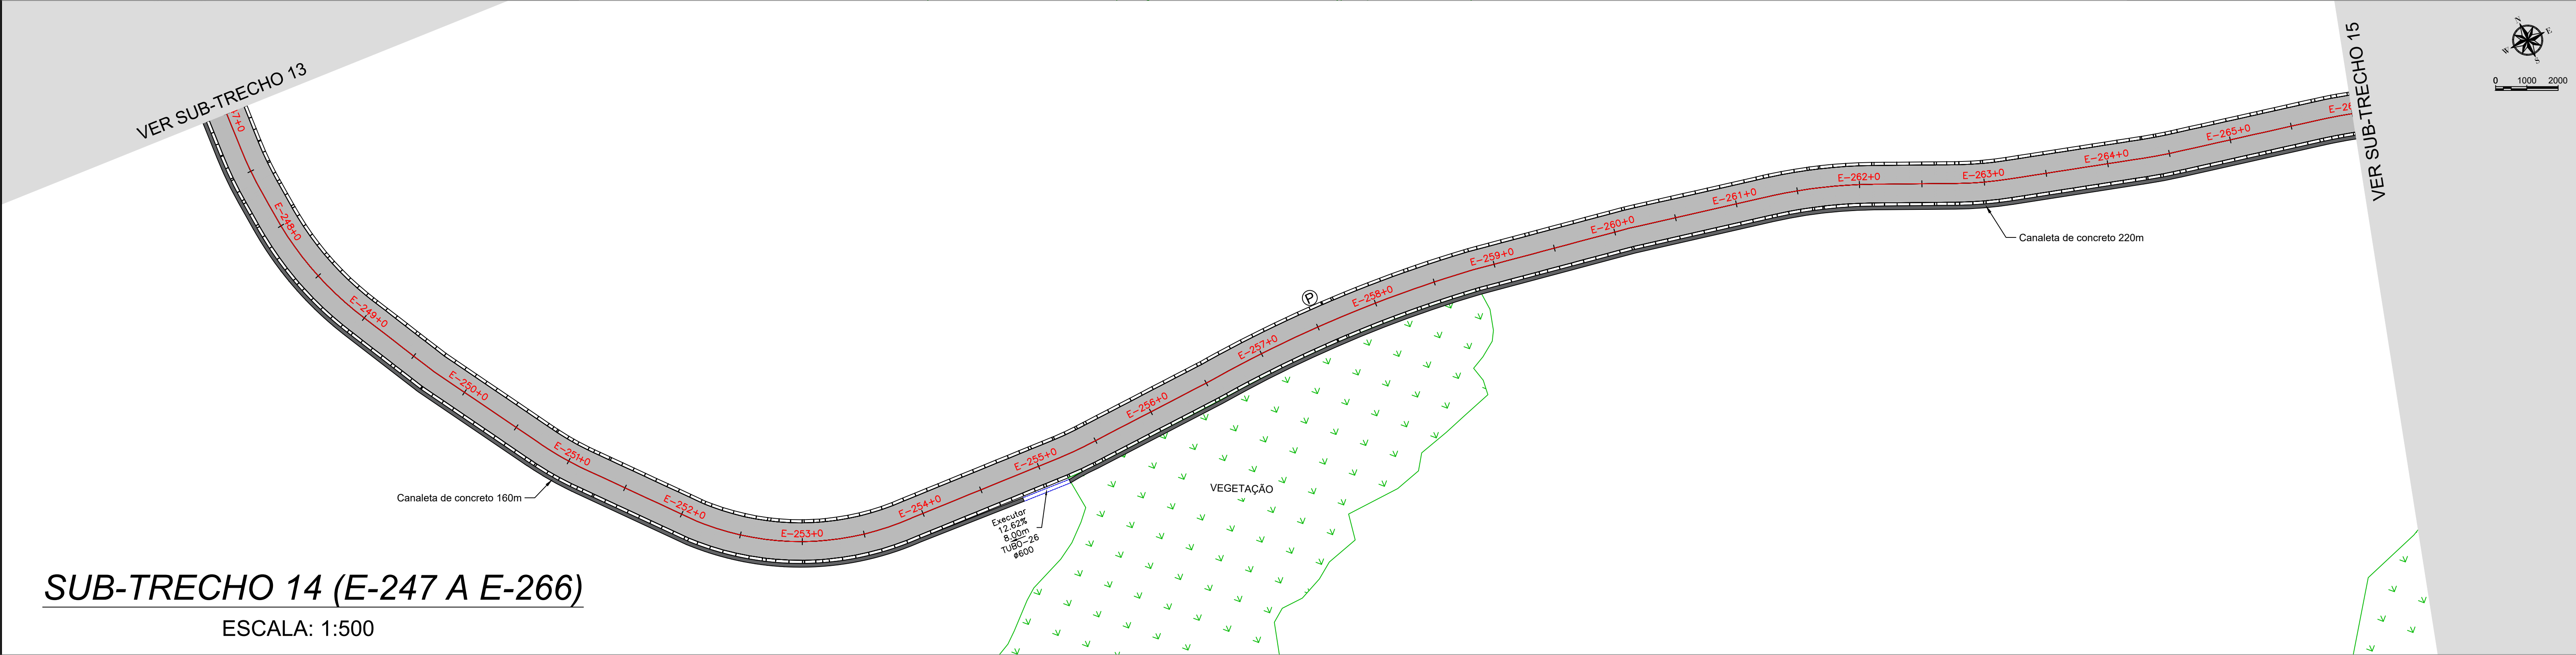 VER SUB-TRECHO 13
7+0
E-248+0
E-249+0
E-250+0
E-251+0
E-252+0
E-253+0
E-254+0
E-255+0
E-256+0
E-257+0
E-258+0
E-259+0
E-260+0
E-261+0
E-262+0
E-263+0
E-264+0
E-265+0
E-26
P
Canaleta de concreto 160m
Executar
12.62%
8.00m
TUBO-26
ø600
VEGETAÇÃO
Canaleta de concreto 220m
VER SUB-TRECHO 15
N
E
S
W
0 1000 2000
SUB-TRECHO 14 (E-247 A E-266)
ESCALA: 1:500